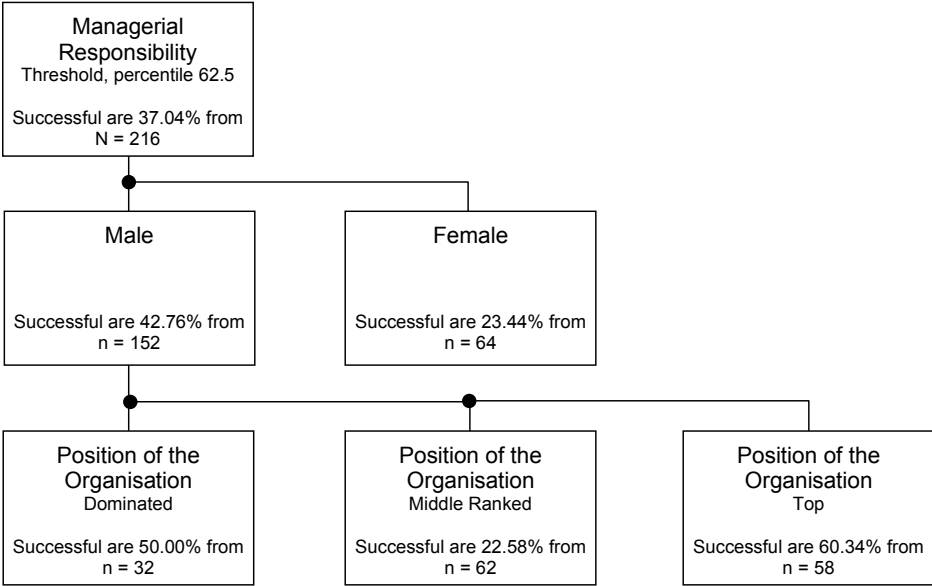 Managerial
Responsibility
Threshold, percentile 62.5
Successful are 37.04% from
N = 216
Male
Successful are 42.76% from
n = 152
Female
Successful are 23.44% from
n = 64
Position of the
Organisation
Dominated
Successful are 50.00% from
n = 32
Position of the
Organisation
Middle Ranked
Successful are 22.58% from
n = 62
Position of the
Organisation
Top
Successful are 60.34% from
n = 58